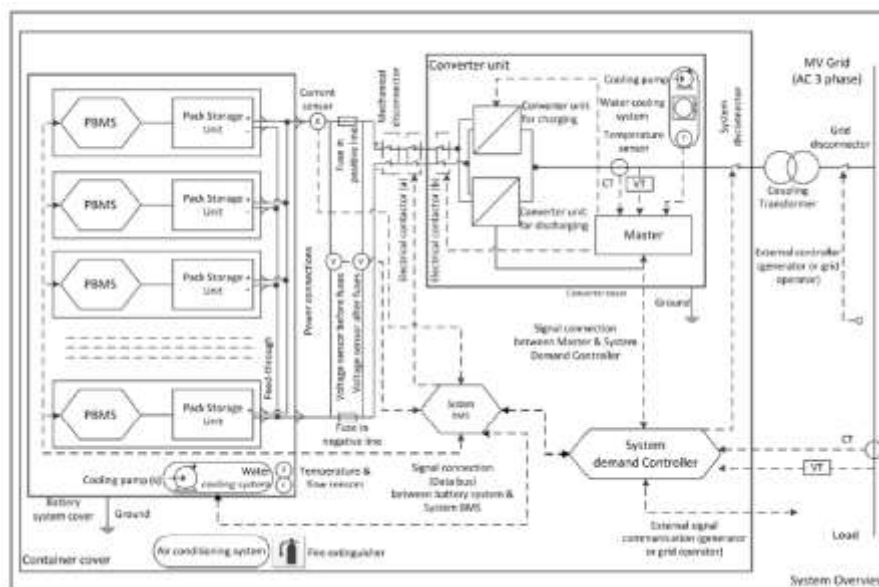 PBMS
Pack Storage
Unit
PBMS
Pack Storage
Unit
PBMS
Pack Storage
Unit
PBMS
Pack Storage
Unit
Cooling pump (s)
Water
cooling system
Temperature &
flow sensors
Battery
system cover
Ground
Container cover
Air conditioning system
Fire extinguisher
Feed-through
Power connections
Current
sensor
Fuse in
positive line
Voltage sensor before fuses
Voltage sensor after fuses
Fuse in
negative line
Mechanical
disconnector
Electrical contactor (a)
Electrical contactor (b)
Converter unit
Converter unit
for charging
Converter unit
for discharging
Cooling pump
Water cooling
system
Temperature
sensor
CT
VT
Master
Converter cover
Ground
System
disconnector
MV Grid
(AC 3 phase)
Grid
disconnector
Coupling
Transformer
External controller
(generator or grid
operator)
Signal connection
between Master & System
Demand Controller
System
BMS
Signal connection
(Data bus)
between battery system &
System BMS
System
demand Controller
CT
VT
External signal
communication (generator
or grid operator)
Load
System Overview